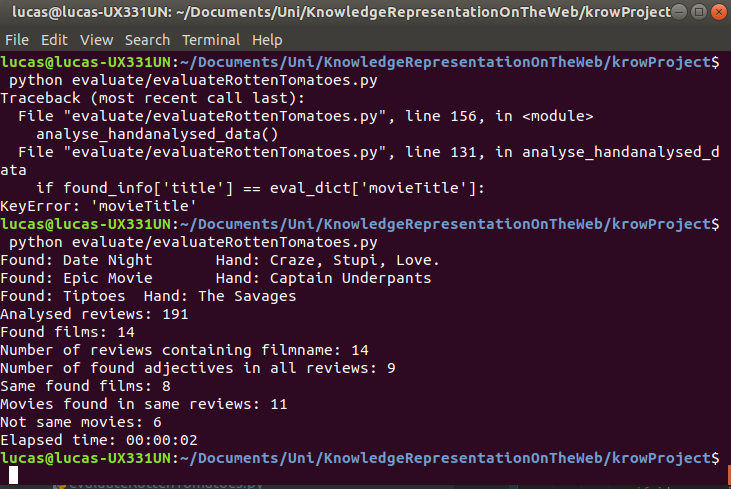 lucas@lucas-UX331UN: ~/Documents/Uni/KnowledgeRepresentationOnTheWeb/krowProject
File Edit View Search Terminal Help
lucas@lucas-UX331UN:~/Documents/Uni/KnowledgeRepresentationOnTheWeb/krowProject$
python evaluate/evaluateRottenTomatoes.py
Traceback (most recent call last):
File "evaluate/evaluateRottenTomatoes.py", line 156, in <module>
analyse_handanalysed_data()
File "evaluate/evaluateRottenTomatoes.py", line 131, in analyse_handanalysed_d
ata
if found_info['title'] == eval_dict['movieTitle']:
KeyError: 'movieTitle'
lucas@lucas-UX331UN:~/Documents/Uni/KnowledgeRepresentationOnTheWeb/krowProject$
python evaluate/evaluateRottenTomatoes.py
Found: Date Night Hand: Craze, Stupi, Love.
Found: Epic Movie Hand: Captain Underpants
Found: Tiptoes Hand: The Savages
Analysed reviews: 191
Found films: 14
Number of reviews containing filmname: 14
Number of found adjectives in all reviews: 9
Same found films: 8
Movies found in same reviews: 11
Not same movies: 6
Elapsed time: 00:00:02
lucas@lucas-UX331UN:~/Documents/Uni/KnowledgeRepresentationOnTheWeb/krowProject$
evaluateRottenTomatoes.py